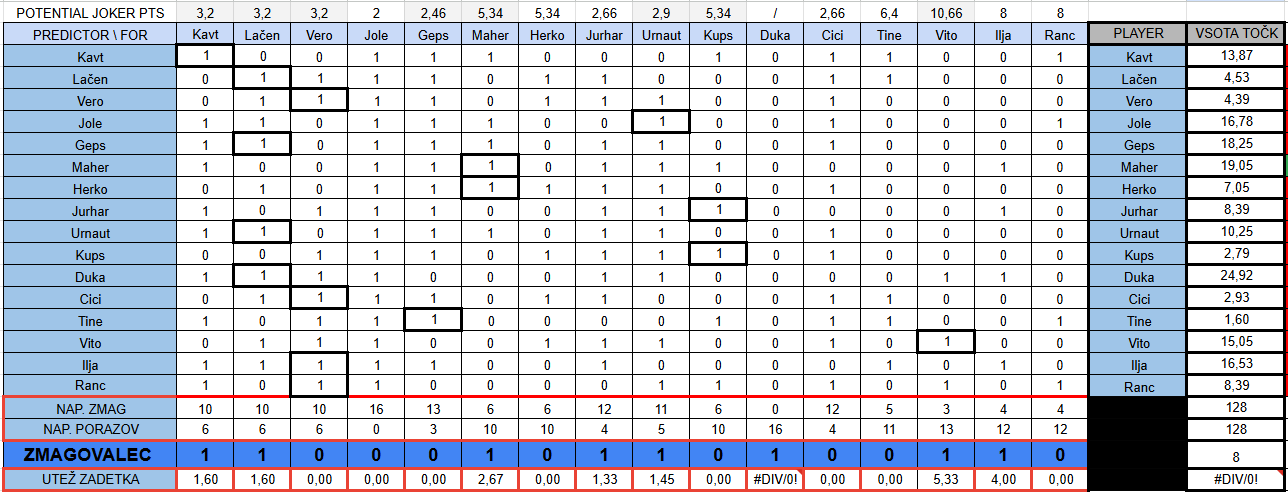 POTENTIAL JOKER PTS 3,2 3,2 3,2 2 2,46 5,34 5,34 2,66 2,9 5,34 / 2,66 6,4 10,66 8 8
PREDICTOR \ FOR Kavt Lačen Vero Jole Geps Maher Herko Jurhar Urnaut Kups Duka Cici Tine Vito Ilja Ranc PLAYER VSOTA TOČK
Kavt 1 0 0 1 1 1 0 0 0 1 0 1 1 0 0 1 Kavt 13,87
Lačen 0 1 1 1 1 0 1 1 0 0 0 1 1 0 0 0 Lačen 4,53
Vero 0 1 1 1 1 0 1 1 1 0 0 1 0 0 0 0 Vero 4,39
Jole 1 1 0 1 1 1 0 0 1 0 0 1 0 0 0 1 Jole 16,78
Geps 1 1 0 1 1 1 0 1 1 0 0 1 0 0 0 0 Geps 18,25
Maher 1 0 0 1 1 1 0 1 1 1 0 0 0 0 1 0 Maher 19,05
Herko 0 1 0 1 1 1 1 1 1 0 0 1 0 0 0 0 Herko 7,05
Jurhar 1 0 1 1 1 0 0 1 1 1 0 0 0 0 1 0 Jurhar 8,39
Urnaut 1 1 0 1 1 1 1 1 1 0 0 0 0 0 0 0 Urnaut 10,25
Kups 0 0 1 1 1 0 1 1 1 1 0 1 0 0 0 0 Kups 2,79
Duka 1 1 1 1 0 0 0 1 1 0 0 0 0 1 1 0 Duka 24,92
Cici 0 1 1 1 1 0 1 1 0 0 0 1 1 0 0 0 Cici 2,93
Tine 1 0 1 1 1 0 0 0 0 1 0 1 1 0 0 1 Tine 1,60
Vito 0 1 1 1 0 0 1 1 1 0 0 1 0 1 0 0 Vito 15,05
Ilja 1 1 1 1 1 0 0 1 0 0 0 0 1 0 1 0 Ilja 16,53
Ranc 1 0 1 1 0 0 0 0 1 1 0 1 0 1 0 1 Ranc 8,39
NAP. ZMAG 10 10 10 16 13 6 6 12 11 6 0 12 5 3 4 4 128
NAP. PORAZOV 6 6 6 0 3 10 10 4 5 10 16 4 11 13 12 12 128
ZMAGOVALEC 1 1 0 0 0 1 0 1 1 0 1 0 0 1 1 0 8
UTEŽ ZADETKA 1,60 1,60 0,00 0,00 0,00 2,67 0,00 1,33 1,45 0,00 #DIV/0! 0,00 0,00 5,33 4,00 0,00 #DIV/0!